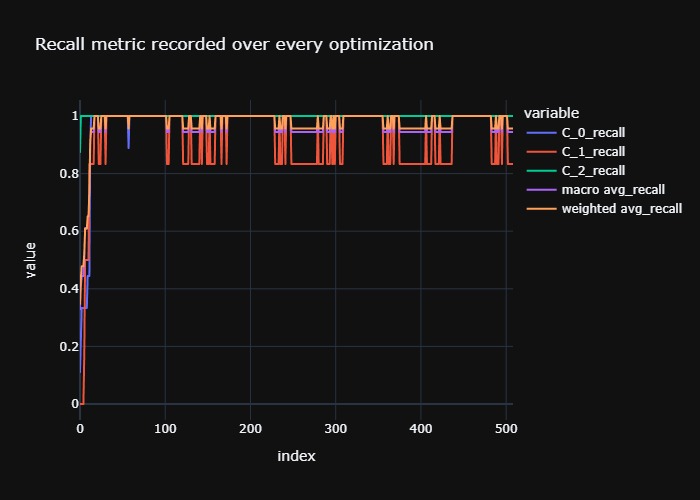 Recall metric recorded over every optimization
variable
C_0_recall
C_1_recall
C_2_recall
macro avg_recall
weighted avg_recall
value
1
0.8
0.6
0.4
0.2
0
0 100 200 300 400 500
index